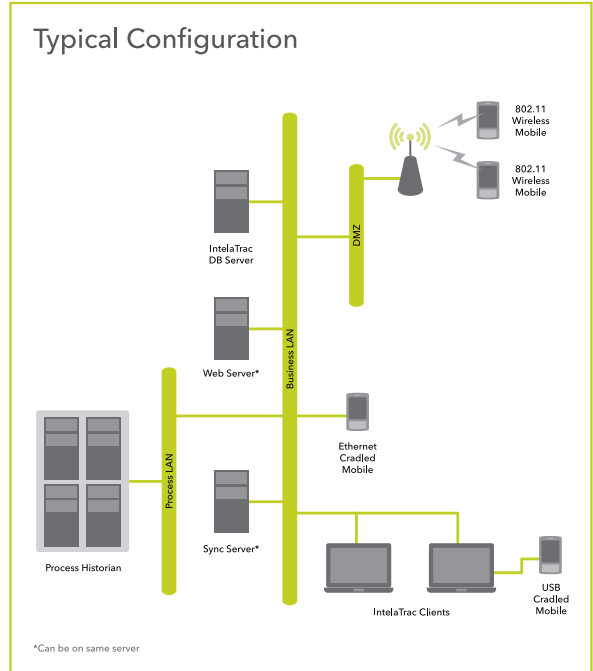 Typical Configuration
802.11
Wireless
Mobile
802.11
Wireless
Mobile
IntelaTrac
DB Server
DMZ
Business LAN
Web Server*
Ethernet
Cradled
Mobile
Process LAN
Sync Server*
Process Historian
IntelaTrac Clients
USB
Cradled
Mobile
*Can be on same server